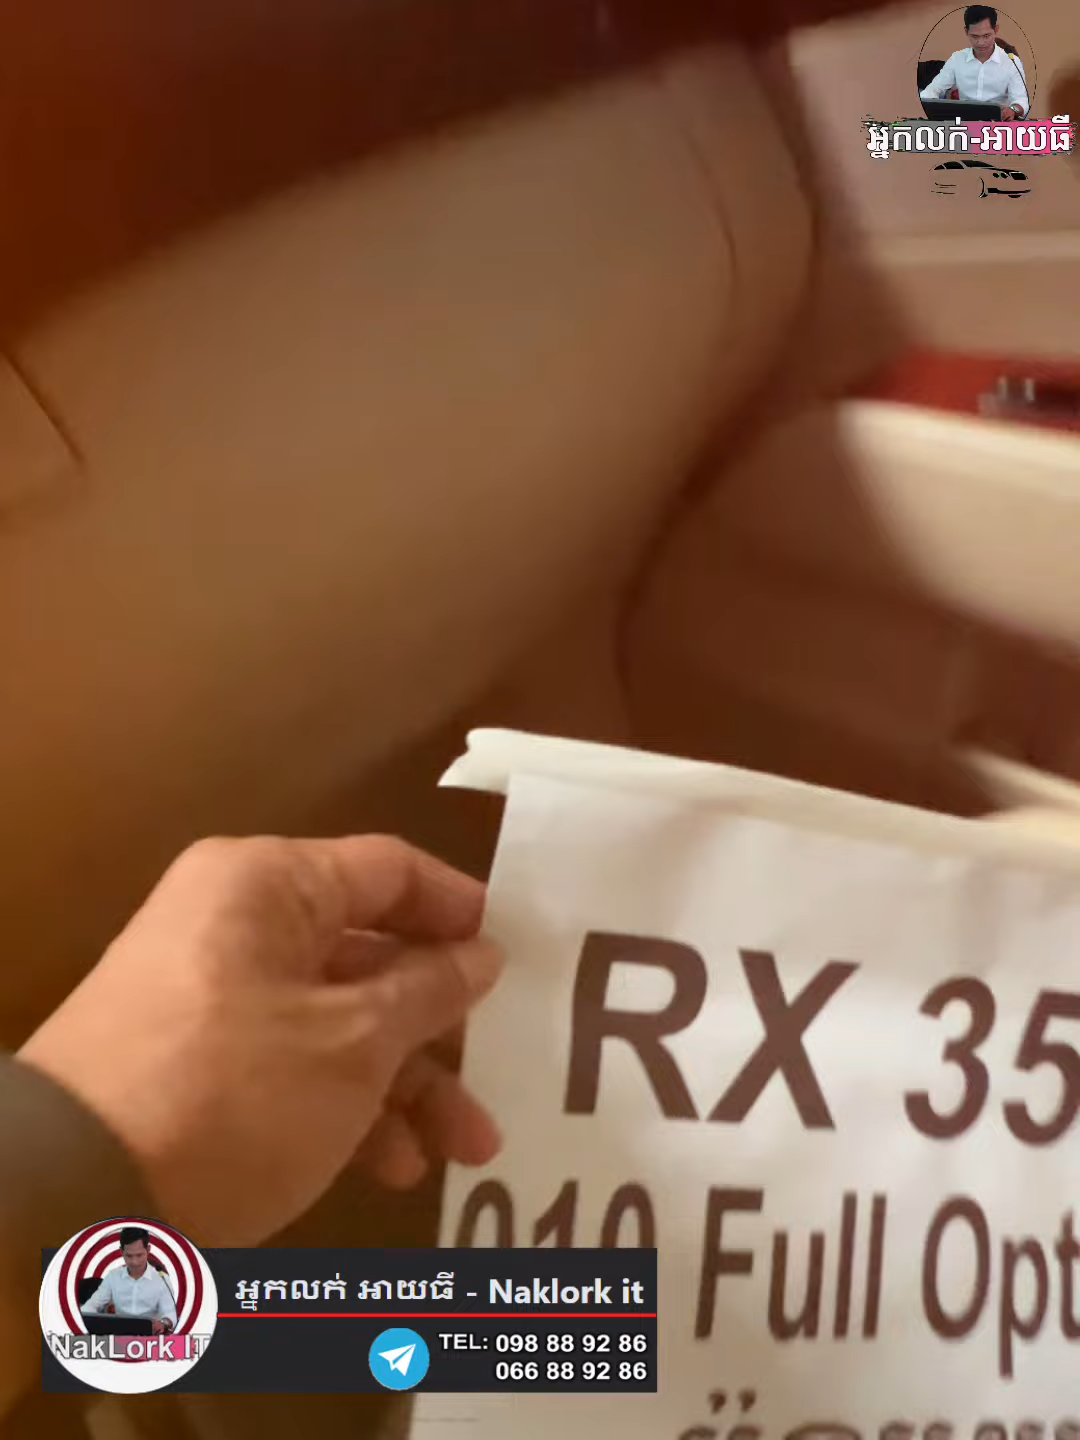 អ្នកលក់-អាយធី
RX 35
010 Full Opt
អ្នកលក់ អាយធី - Naklork it
NakLork IT
TEL: 098 88 92 86
066 88 92 86